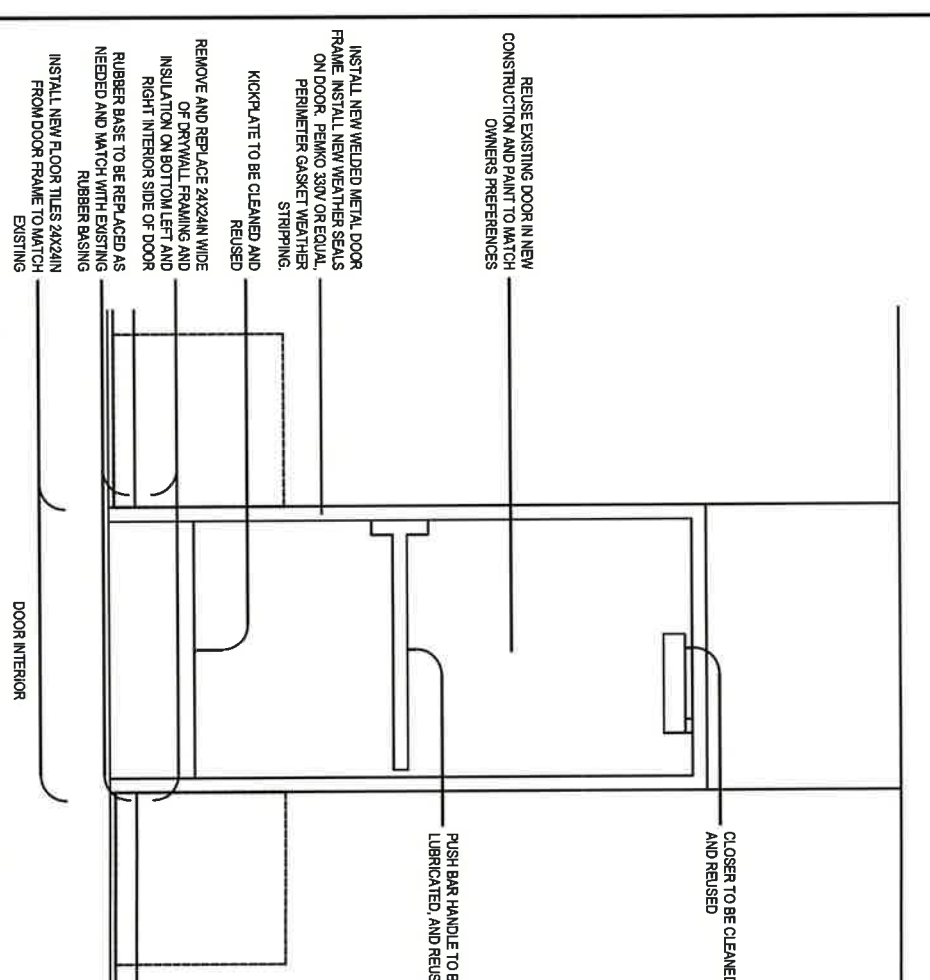 REUSE EXISTING DOOR IN NEW
CONSTRUCTION AND PAINT TO MATCH
OWNERS PREFERENCES
INSTALL NEW WELDED METAL DOOR
FRAME. INSTALL NEW WEATHER SEALS
ON DOOR. PEMKO 330V OR EQUAL,
PERIMETER GASKET WEATHER
STRIPPING.
KICKPLATE TO BE CLEANED AND
REUSED
REMOVE AND REPLACE 24X24IN WIDE
OF DRYWALL FRAMING AND
INSULATION ON BOTTOM LEFT AND
RIGHT INTERIOR SIDE OF DOOR
RUBBER BASE TO BE REPLACED AS
NEEDED AND MATCH WITH EXISTING
RUBBER BASING
INSTALL NEW FLOOR TILES 24X24IN
FROM DOOR FRAME TO MATCH
EXISTING
CLOSER TO BE CLEANED
AND REUSED
PUSH BAR HANDLE TO B
LUBRICATED, AND REUS
DOOR INTERIOR